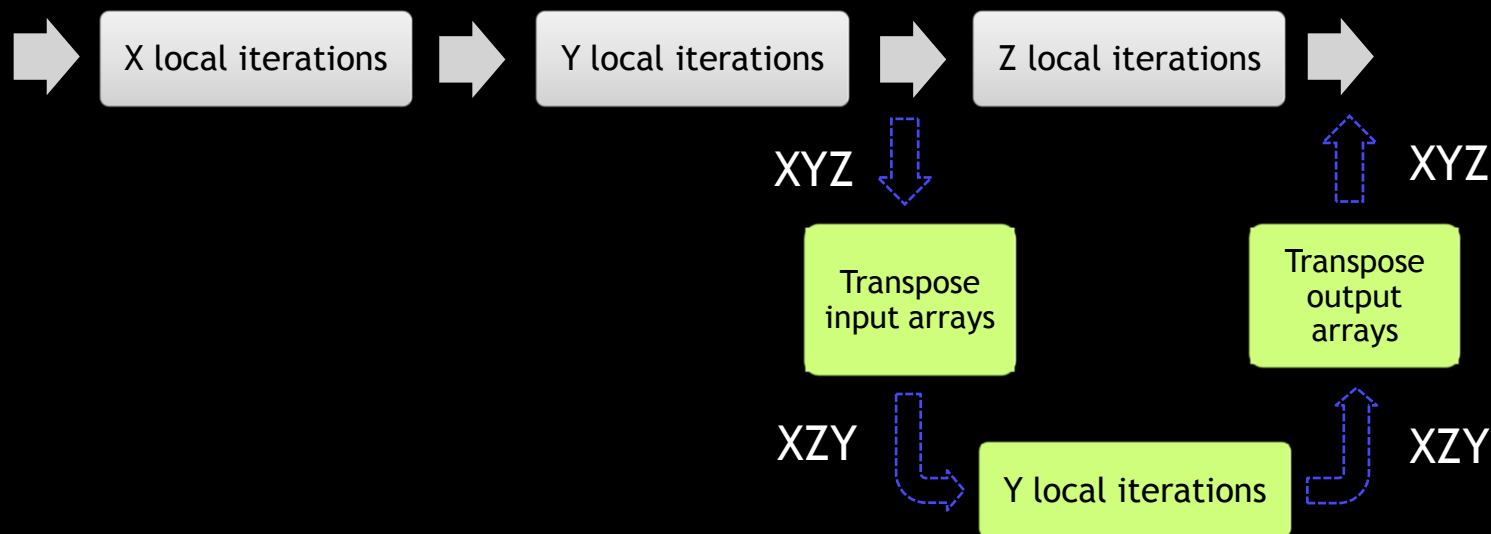 X local iterations
Y local iterations
Z local iterations
XYZ
XYZ
Transpose
input arrays
Transpose
output
arrays
XZY
XZY
Y local iterations